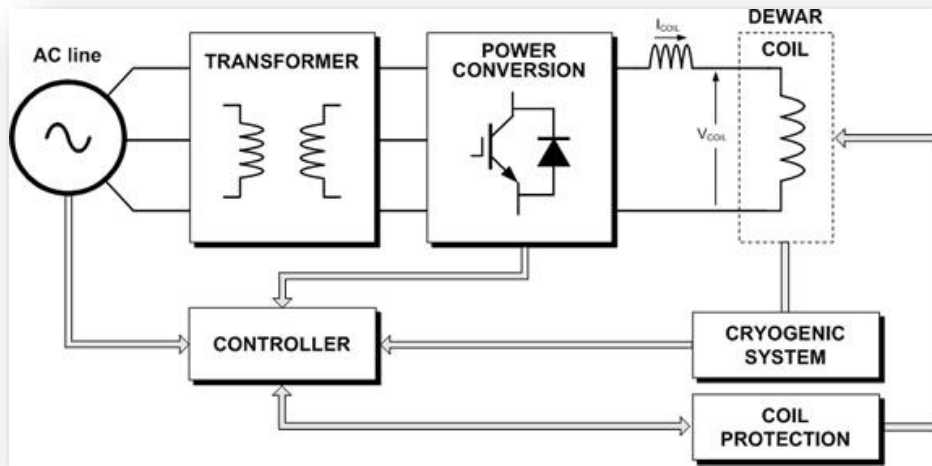 AC line
TRANSFORMER
POWER
CONVERSION
I_COIL
DEWAR
COIL
V_COIL
CONTROLLER
CRYOGENIC
SYSTEM
COIL
PROTECTION